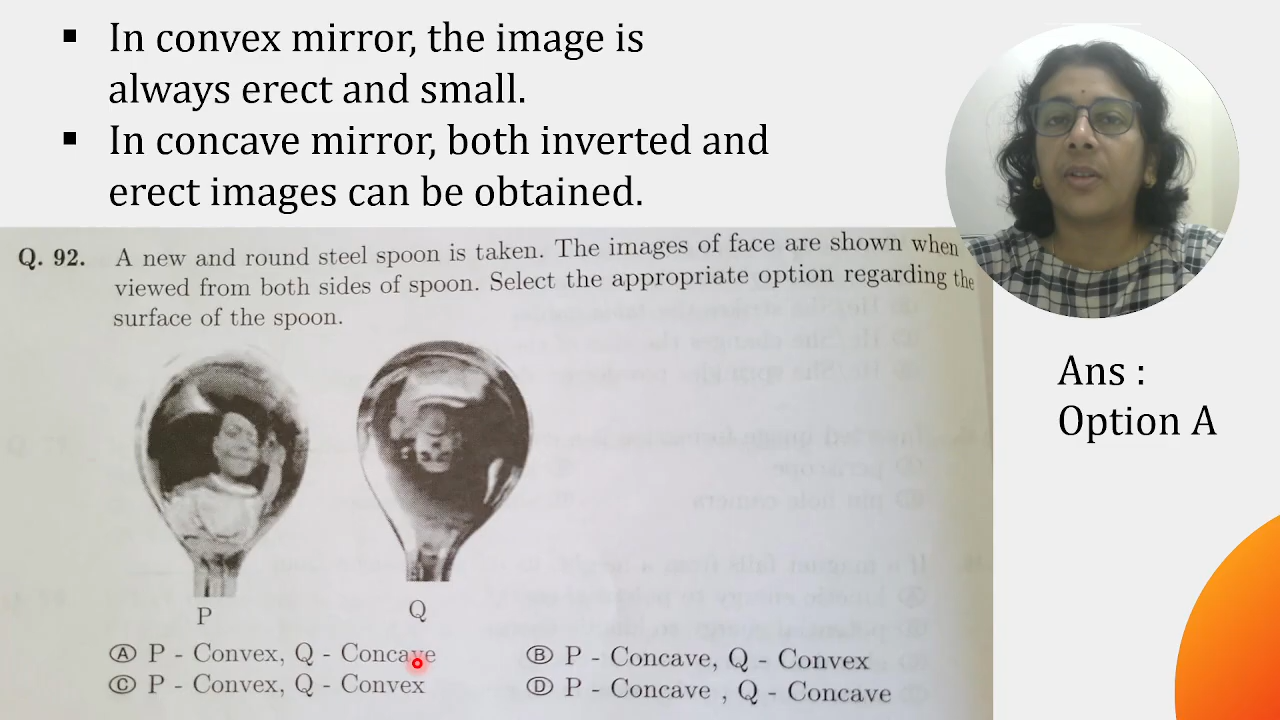 ▪ In convex mirror, the image is
always erect and small.
▪ In concave mirror, both inverted and
erect images can be obtained.
Q. 92. A new and round steel spoon is taken. The images of face are shown when
viewed from both sides of spoon. Select the appropriate option regarding the
surface of the spoon.
P Q
Ⓐ P - Convex, Q - Concave Ⓑ P - Concave, Q - Convex
Ⓒ P - Convex, Q - Convex Ⓓ P - Concave , Q - Concave
Ans :
Option A